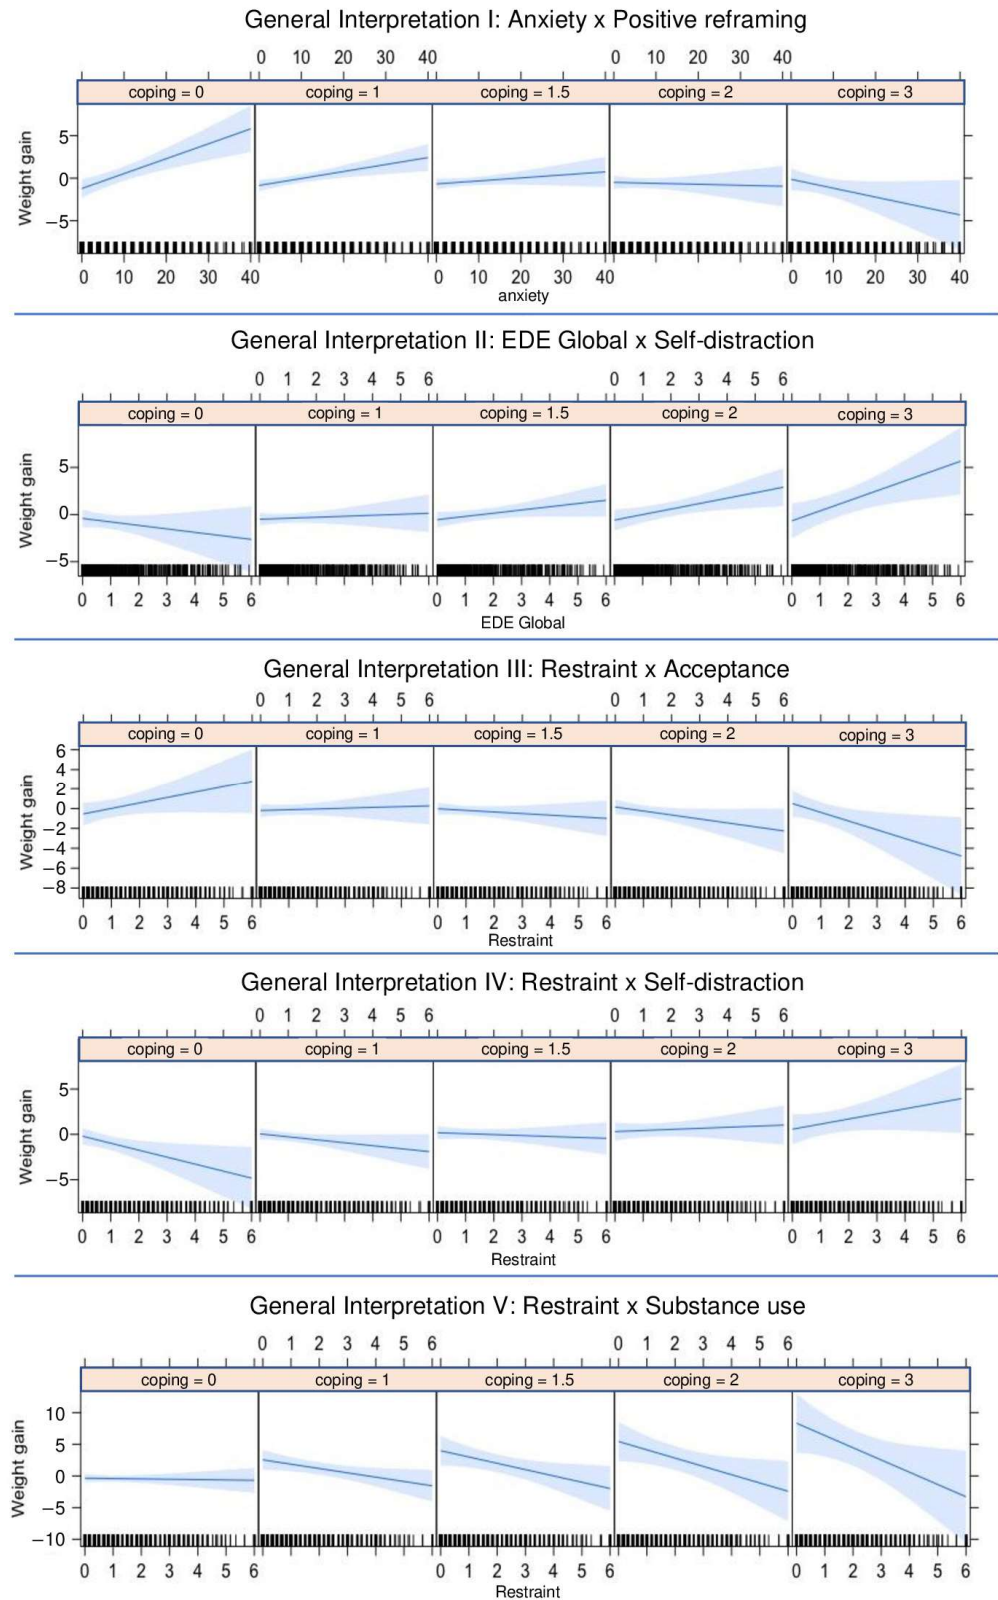 General Interpretation I: Anxiety x Positive reframing
0 10 20 30 40 0 10 20 30 40
coping = 0 coping = 1 coping = 1.5 coping = 2 coping = 3
Weight gain
5
0
−5
0 10 20 30 40 0 10 20 30 40 0 10 20 30 40
anxiety
General Interpretation II: EDE Global x Self-distraction
0 1 2 3 4 5 6 0 1 2 3 4 5 6
coping = 0 coping = 1 coping = 1.5 coping = 2 coping = 3
Weight gain
5
0
−5
0 1 2 3 4 5 6 0 1 2 3 4 5 6 0 1 2 3 4 5 6
EDE Global
General Interpretation III: Restraint x Acceptance
0 1 2 3 4 5 6 0 1 2 3 4 5 6
coping = 0 coping = 1 coping = 1.5 coping = 2 coping = 3
Weight gain
6
4
2
0
−2
−4
−6
−8
0 1 2 3 4 5 6 0 1 2 3 4 5 6 0 1 2 3 4 5 6
Restraint
General Interpretation IV: Restraint x Self-distraction
0 1 2 3 4 5 6 0 1 2 3 4 5 6
coping = 0 coping = 1 coping = 1.5 coping = 2 coping = 3
Weight gain
5
0
−5
0 1 2 3 4 5 6 0 1 2 3 4 5 6 0 1 2 3 4 5 6
Restraint
General Interpretation V: Restraint x Substance use
0 1 2 3 4 5 6 0 1 2 3 4 5 6
coping = 0 coping = 1 coping = 1.5 coping = 2 coping = 3
Weight gain
10
5
0
−5
−10
0 1 2 3 4 5 6 0 1 2 3 4 5 6 0 1 2 3 4 5 6
Restraint